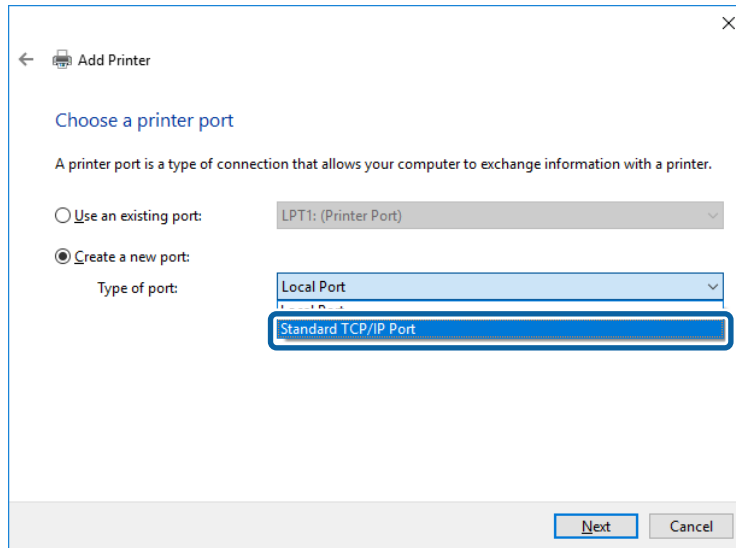 Add Printer
Choose a printer port
A printer port is a type of connection that allows your computer to exchange information with a printer.
Use an existing port:
LPT1: (Printer Port)
Create a new port:
Type of port:
Local Port
Local Port
Standard TCP/IP Port
Next
Cancel